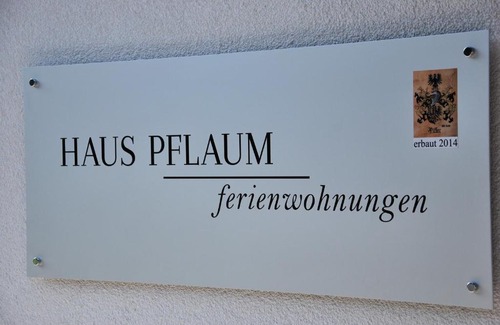 HAUS PFLAUM
ferienwohnungen
erbaut 2014